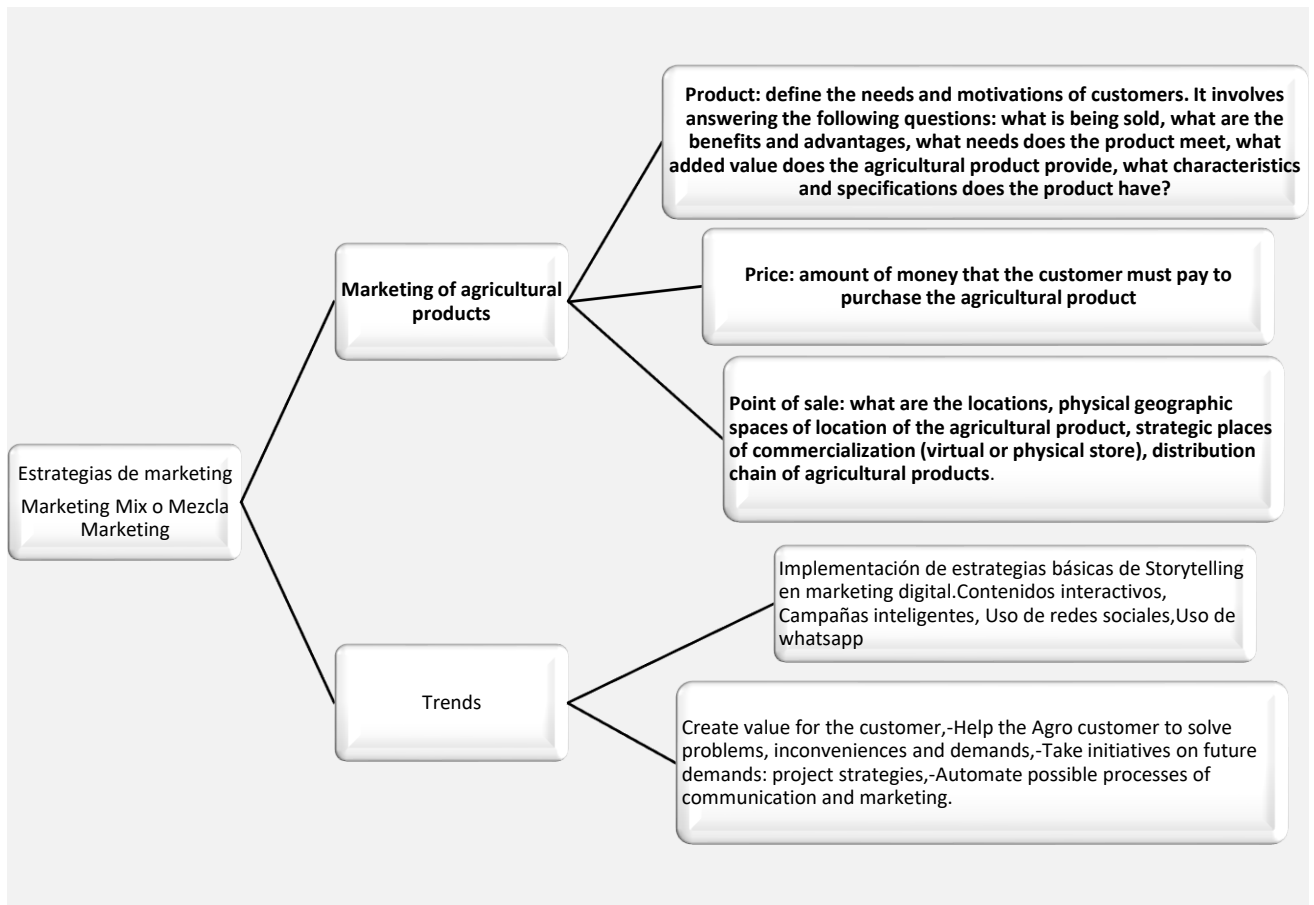 Product: define the needs and motivations of customers. It involves
answering the following questions: what is being sold, what are the
benefits and advantages, what needs does the product meet, what
added value does the agricultural product provide, what characteristics
and specifications does the product have?
Marketing of agricultural
products
Price: amount of money that the customer must pay to
purchase the agricultural product
Point of sale: what are the locations, physical geographic
spaces of location of the agricultural product, strategic places
of commercialization (virtual or physical store), distribution
chain of agricultural products.
Estrategias de marketing
Marketing Mix o Mezcla
Marketing
Implementación de estrategias básicas de Storytelling
en marketing digital.Contenidos interactivos,
Campañas inteligentes, Uso de redes sociales,Uso de
whatsapp
Trends
Create value for the customer,-Help the Agro customer to solve
problems, inconveniences and demands,-Take initiatives on future
demands: project strategies,-Automate possible processes of
communication and marketing.